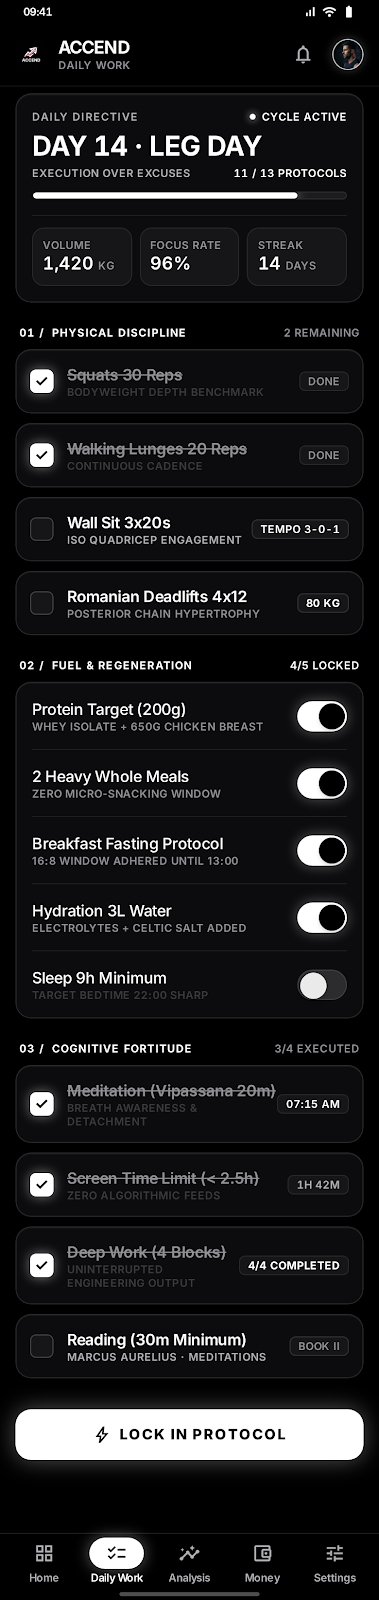 09:41
ACCEND
ACCEND
DAILY WORK
DAILY DIRECTIVE
CYCLE ACTIVE
DAY 14 · LEG DAY
EXECUTION OVER EXCUSES
11 / 13 PROTOCOLS
VOLUME
1,420 KG
FOCUS RATE
96%
STREAK
14 DAYS
01 / PHYSICAL DISCIPLINE
2 REMAINING
Squats 30 Reps
BODYWEIGHT DEPTH BENCHMARK
DONE
Walking Lunges 20 Reps
CONTINUOUS CADENCE
DONE
Wall Sit 3x20s
ISO QUADRICEP ENGAGEMENT
TEMPO 3-0-1
Romanian Deadlifts 4x12
POSTERIOR CHAIN HYPERTROPHY
80 KG
02 / FUEL & REGENERATION
4/5 LOCKED
Protein Target (200g)
WHEY ISOLATE + 650G CHICKEN BREAST
2 Heavy Whole Meals
ZERO MICRO-SNACKING WINDOW
Breakfast Fasting Protocol
16:8 WINDOW ADHERED UNTIL 13:00
Hydration 3L Water
ELECTROLYTES + CELTIC SALT ADDED
Sleep 9h Minimum
TARGET BEDTIME 22:00 SHARP
03 / COGNITIVE FORTITUDE
3/4 EXECUTED
Meditation (Vipassana 20m)
BREATH AWARENESS &
DETACHMENT
07:15 AM
Screen Time Limit (< 2.5h)
ZERO ALGORITHMIC FEEDS
1H 42M
Deep Work (4 Blocks)
UNINTERRUPTED
ENGINEERING OUTPUT
4/4 COMPLETED
Reading (30m Minimum)
MARCUS AURELIUS · MEDITATIONS
BOOK II
LOCK IN PROTOCOL
Home
Daily Work
Analysis
Money
Settings